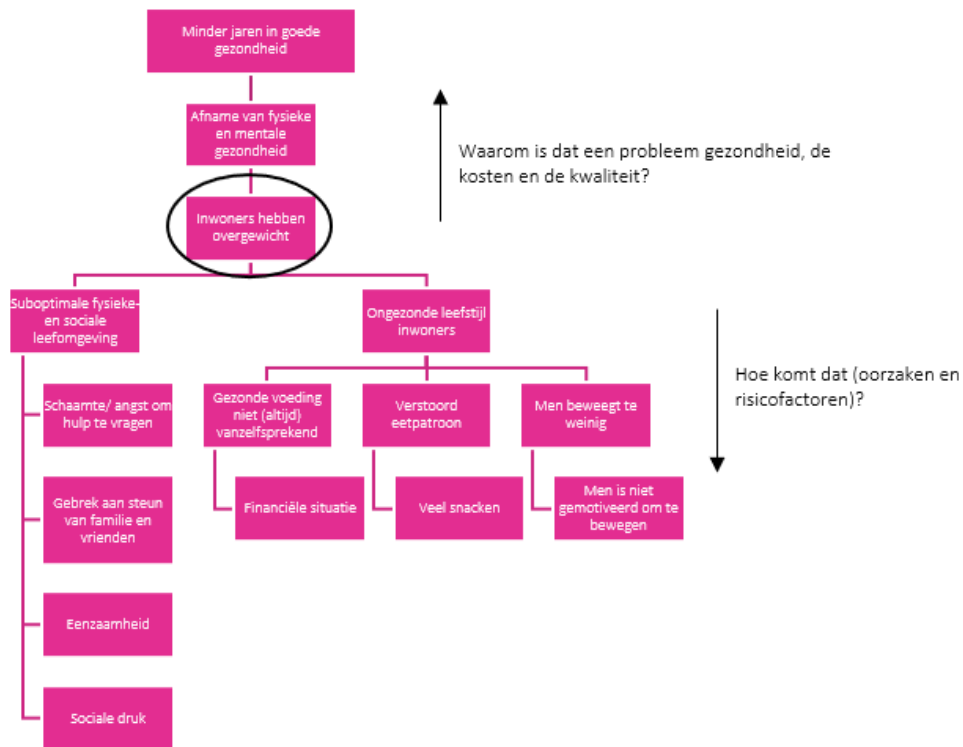 Minder jaren in goede
gezondheid
Afname van fysieke
en mentale
gezondheid
Waarom is dat een probleem gezondheid, de
kosten en de kwaliteit?
Inwoners hebben
overgewicht
Suboptimale fysieke-
en sociale
leefomgeving
Ongezonde leefstijl
inwoners
Hoe komt dat (oorzaken en
risicofactoren)?
Schaamte/ angst om
hulp te vragen
Gezonde voeding
niet (altijd)
vanzelfsprekend
Verstoord
eetpatroon
Men beweegt te
weinig
Gebrek aan steun
van familie en
vrienden
Financiële situatie
Veel snacken
Men is niet
gemotiveerd om te
bewegen
Eenzaamheid
Sociale druk